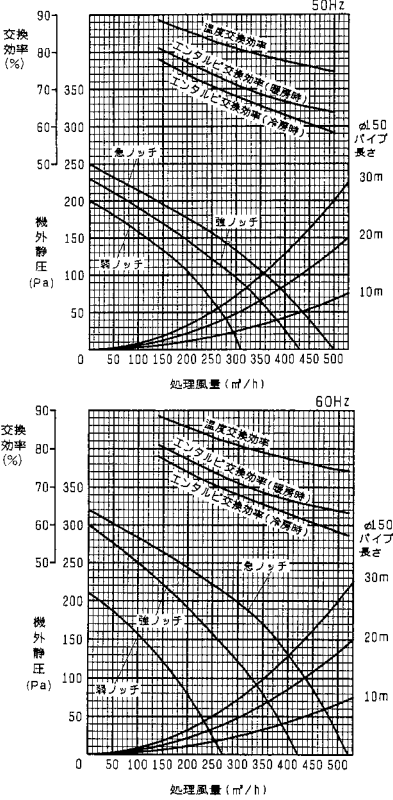 50Hz
交換
効率
(%)
90
80
70
60
50
温度交換効率
エンタルピ交換効率(暖房時)
エンタルピ交換効率(冷房時)
φ150
パイプ
長さ
30m
20m
10m
急ノッチ
強ノッチ
弱ノッチ
機
外
静
圧
(Pa)
350
300
250
200
150
100
50
0 50 100 150 200 250 300 350 400 450 500
処理風量(㎥/h)
60Hz
交換
効率
(%)
90
80
70
60
50
温度交換効率
エンタルピ交換効率(暖房時)
エンタルピ交換効率(冷房時)
φ150
パイプ
長さ
30m
20m
10m
急ノッチ
強ノッチ
弱ノッチ
機
外
静
圧
(Pa)
350
300
250
200
150
100
50
0 50 100 150 200 250 300 350 400 450 500
処理風量(㎥/h)